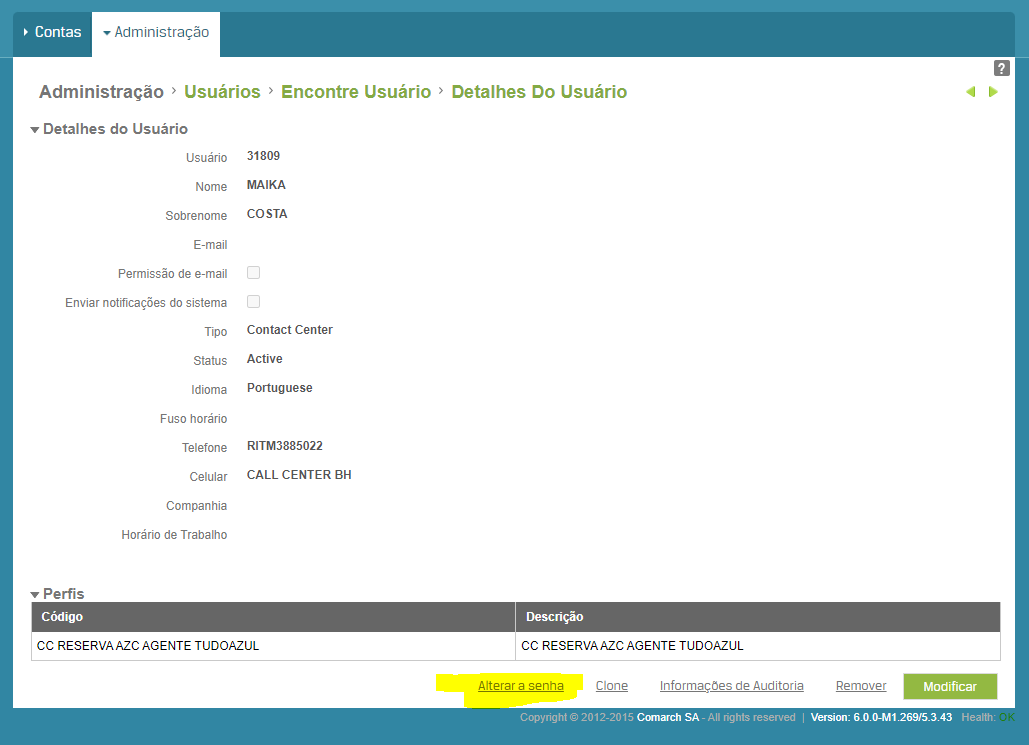 Contas Administração
?
Administração › Usuários › Encontre Usuário › Detalhes Do Usuário
Detalhes do Usuário
Usuário 31809
Nome MAIKA
Sobrenome COSTA
E-mail
Permissão de e-mail
Enviar notificações do sistema
Tipo Contact Center
Status Active
Idioma Portuguese
Fuso horário
Telefone RITM3885022
Celular CALL CENTER BH
Companhia
Horário de Trabalho
Perfis
Código Descrição
CC RESERVA AZC AGENTE TUDOAZUL CC RESERVA AZC AGENTE TUDOAZUL
Alterar a senha Clone Informações de Auditoria Remover Modificar
Copyright © 2012-2015 Comarch SA - All rights reserved | Version: 6.0.0-M1.269/5.3.43 Health: OK